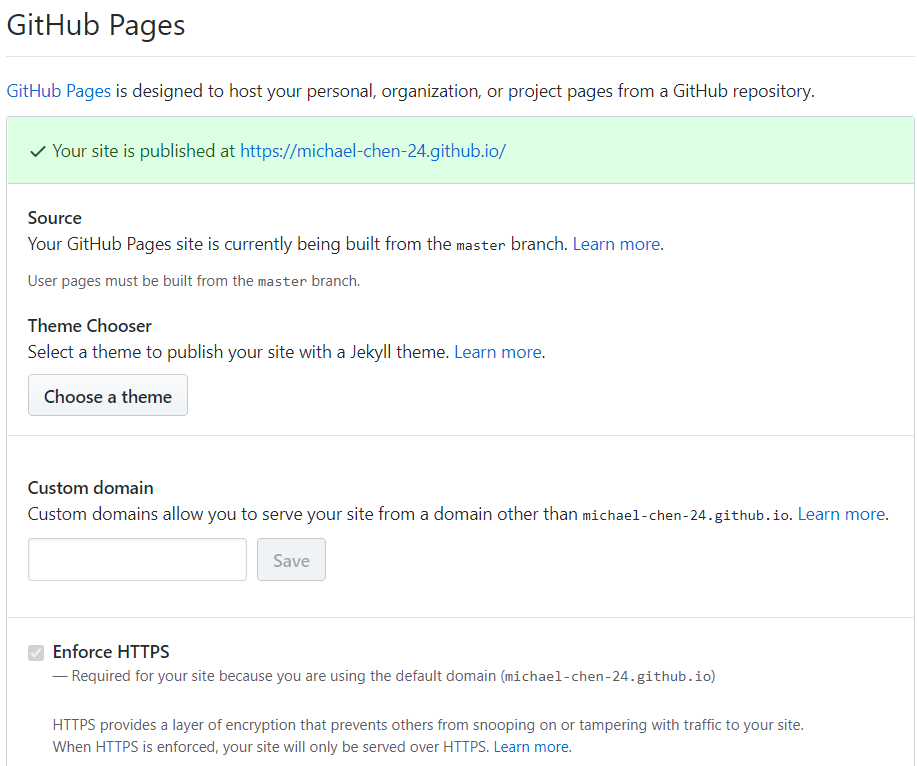 GitHub Pages
GitHub Pages is designed to host your personal, organization, or project pages from a GitHub repository.
Your site is published at https://michael-chen-24.github.io/
Source
Your GitHub Pages site is currently being built from the master branch. Learn more.
User pages must be built from the master branch.
Theme Chooser
Select a theme to publish your site with a Jekyll theme. Learn more.
Choose a theme
Custom domain
Custom domains allow you to serve your site from a domain other than michael-chen-24.github.io. Learn more.
Save
Enforce HTTPS
— Required for your site because you are using the default domain (michael-chen-24.github.io)
HTTPS provides a layer of encryption that prevents others from snooping on or tampering with traffic to your site.
When HTTPS is enforced, your site will only be served over HTTPS. Learn more.